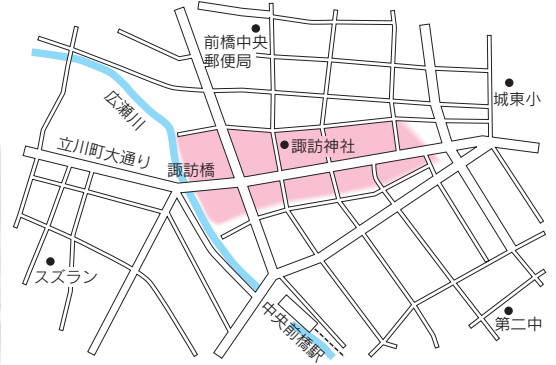 前橋中央
郵便局
城東小
広瀬川
立川町大通り
諏訪橋
諏訪神社
スズラン
中央前橋駅
第二中